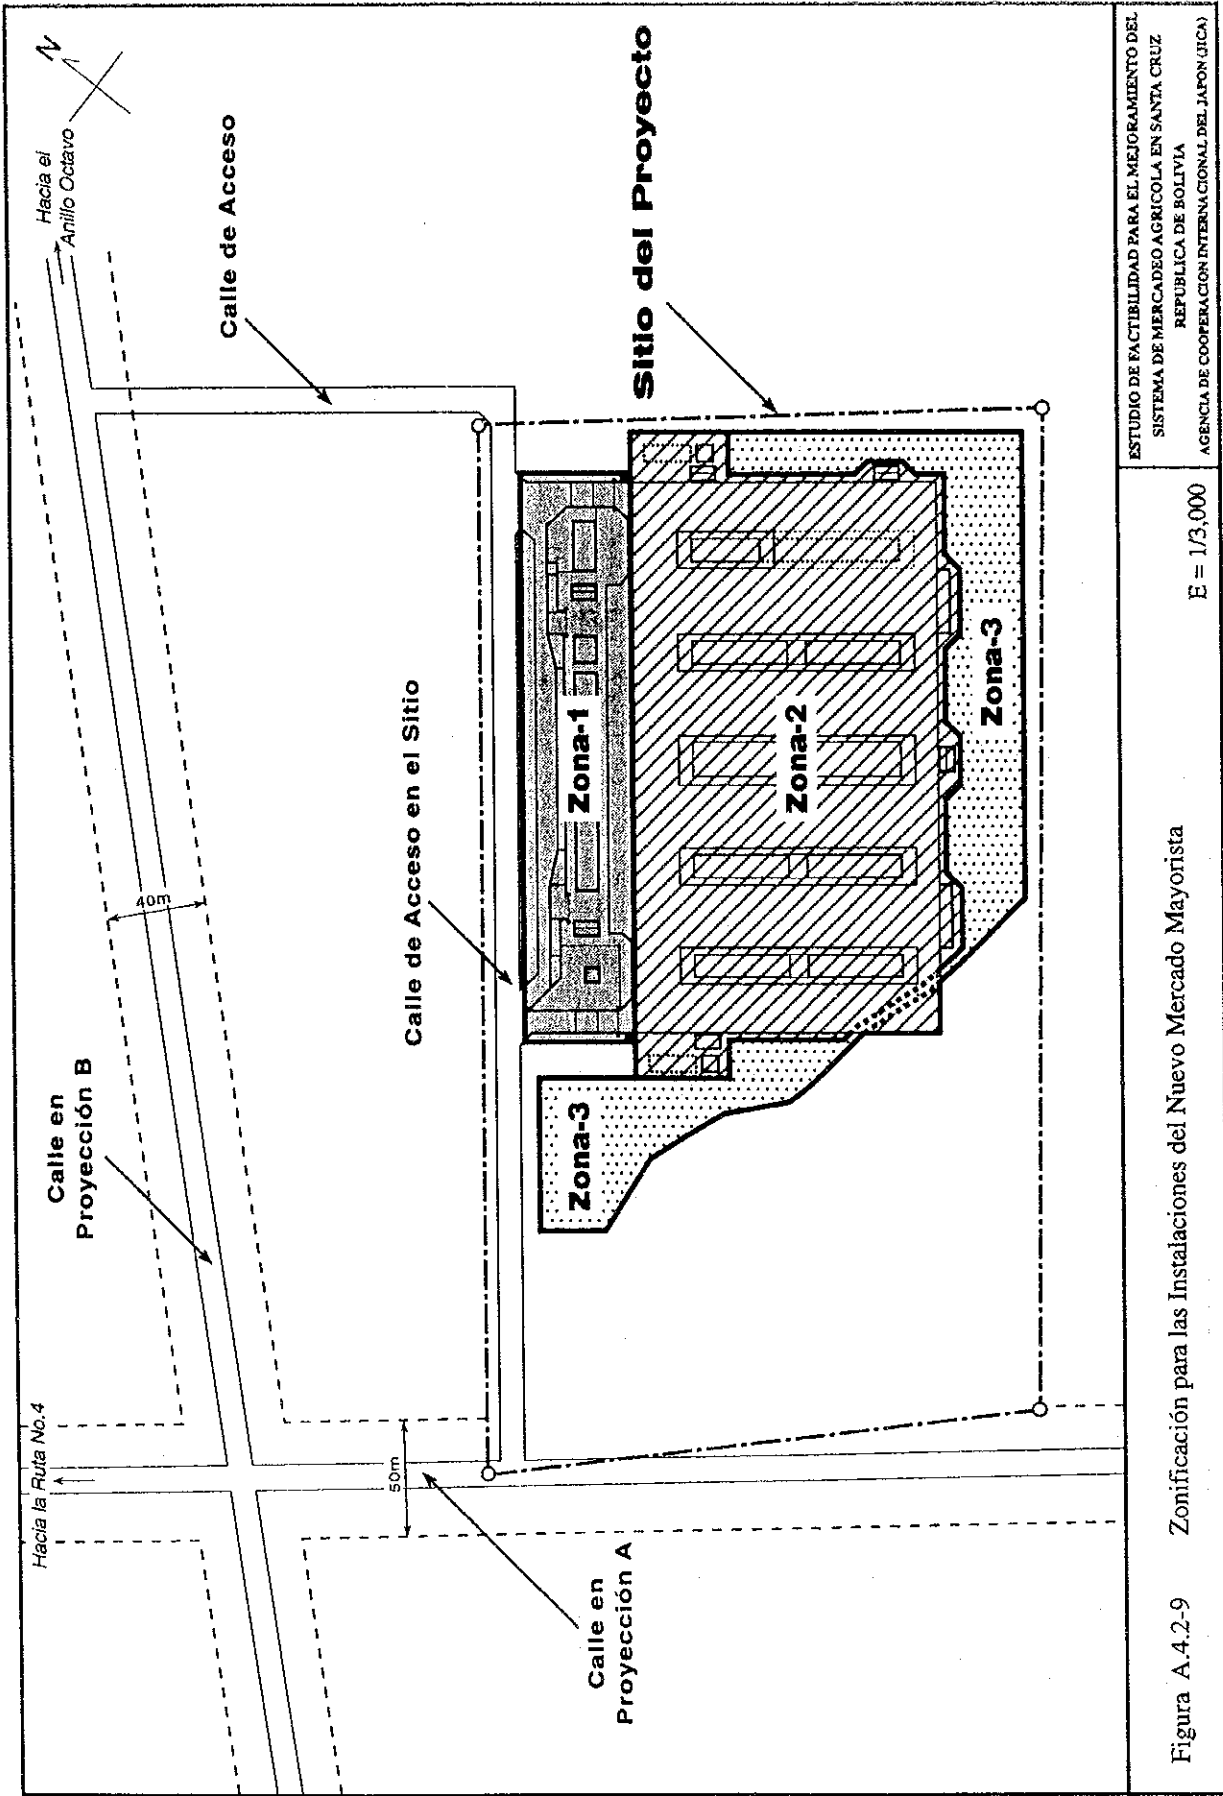 Hacia la Ruta No.4
Calle en
Proyección B
40m
Hacia el
Anillo Octavo
N
Calle de Acceso
50m
Calle de Acceso en el Sitio
Sitio del Proyecto
Calle en
Proyección A
Zona-3
Zona-1
Zona-2
Zona-3
Figura A.4.2-9 Zonificación para las Instalaciones del Nuevo Mercado Mayorista
E = 1/3,000
ESTUDIO DE FACTIBILIDAD PARA EL MEJORAMIENTO DEL
SISTEMA DE MERCADEO AGRICOLA EN SANTA CRUZ
REPUBLICA DE BOLIVIA
AGENCIA DE COOPERACION INTERNACIONAL DEL JAPON (JICA)